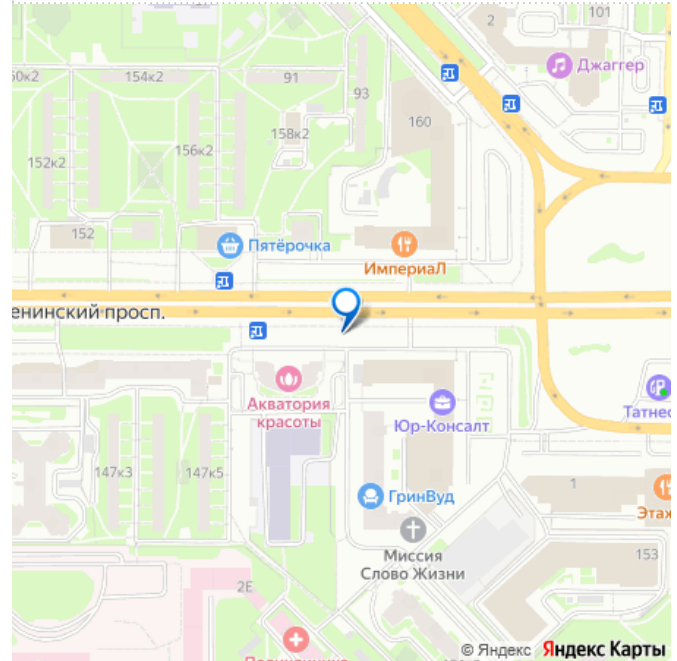 2
101
Джаггер
50к2
154к2
91
93
158к2
160
156к2
152к2
152
Пятёрочка
ИмпериаЛ
енинский просп.
Акватория
красоты
Юр-Консалт
Татнес
147к3
147к5
ГринВуд
1
Этаж
Миссия
Слово Жизни
153
2Е
© Яндекс Яндекс Карты